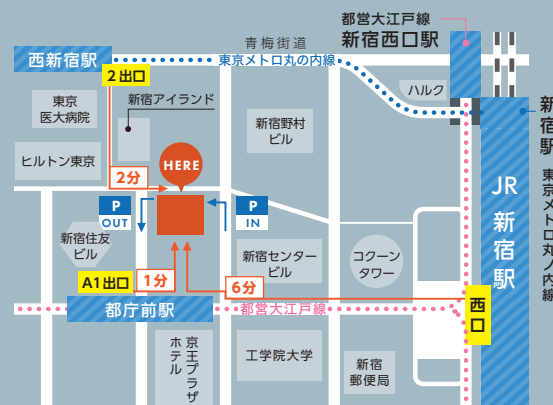 都営大江戸線
新宿西口駅
青梅街道
西新宿駅
東京メトロ丸の内線
2出口
ハルク
東京
医大病院
新宿アイランド
新宿野村
ビル
新宿駅
東京メトロ丸ノ内線
ヒルトン東京
HERE
2分
JR新宿駅
P
OUT
P
IN
新宿住友
ビル
新宿センター
ビル
コクーン
タワー
A1出口
1分
6分
西口
都庁前駅
都営大江戸線
京王プラザ
ホテル
工学院大学
新宿
郵便局